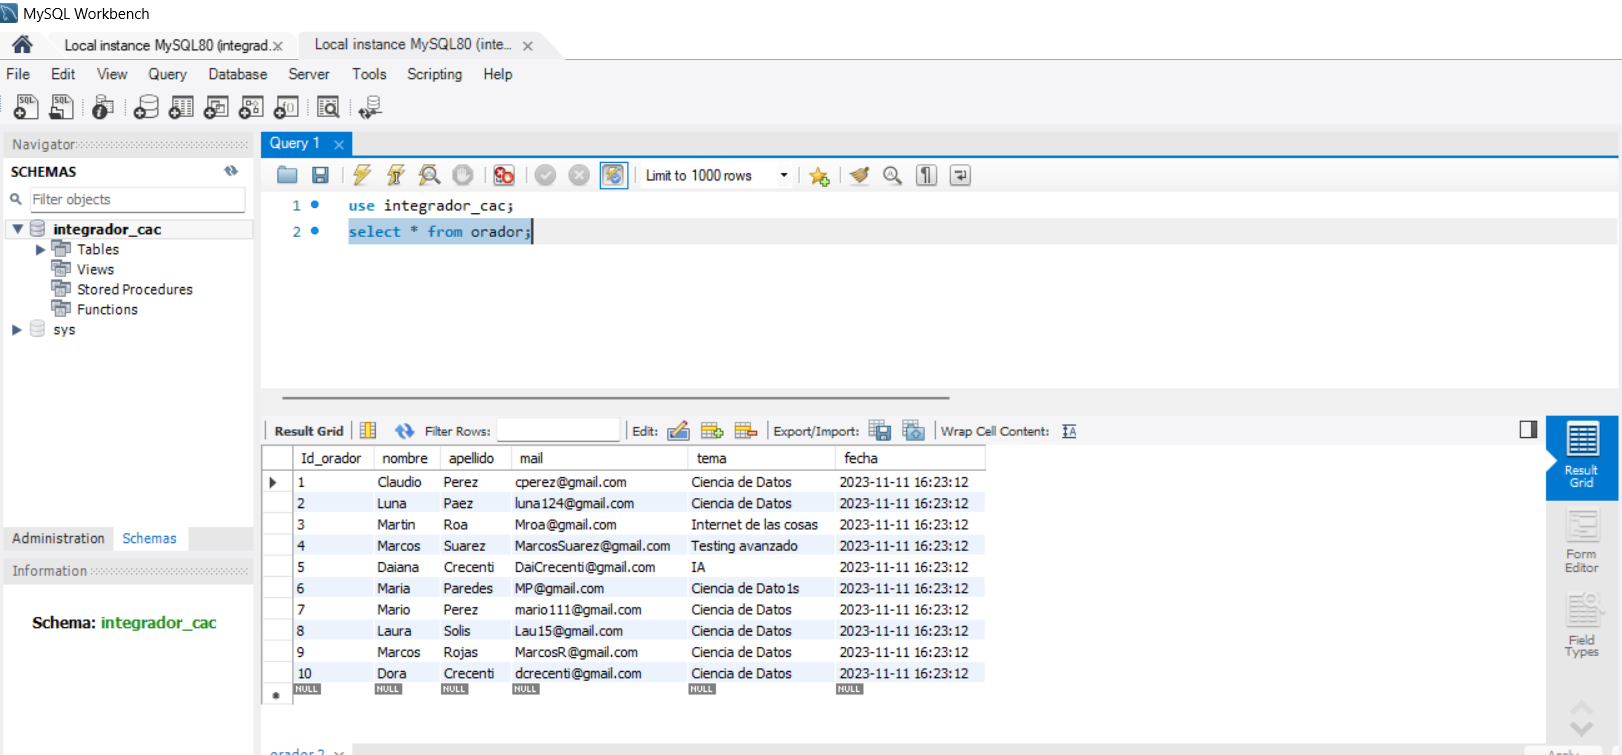 MySQL Workbench
Local instance MySQL80 (integrad. Local instance MySQL80 (inte...
File Edit View Query Database Server Tools Scripting Help
Navigator
SCHEMAS
Filter objects
integrador_cac
Tables
Views
Stored Procedures
Functions
sys
Administration Schemas
Information
Schema: integrador_cac
Query 1
Limit to 1000 rows
1 use integrador_cac;
2 select * from orador;
Result Grid Filter Rows: Edit: Export/Import: Wrap Cell Content:
Id_orador nombre apellido mail tema fecha
1 Claudio Perez cperez@gmail.com Ciencia de Datos 2023-11-11 16:23:12
2 Luna Paez luna124@gmail.com Ciencia de Datos 2023-11-11 16:23:12
3 Martin Roa Mroa@gmail.com Internet de las cosas 2023-11-11 16:23:12
4 Marcos Suarez MarcosSuarez@gmail.com Testing avanzado 2023-11-11 16:23:12
5 Daiana Crecenti DaiCrecenti@gmail.com IA 2023-11-11 16:23:12
6 Maria Paredes MP@gmail.com Ciencia de Dato1s 2023-11-11 16:23:12
7 Mario Perez mario111@gmail.com Ciencia de Datos 2023-11-11 16:23:12
8 Laura Solis Lau15@gmail.com Ciencia de Datos 2023-11-11 16:23:12
9 Marcos Rojas MarcosR@gmail.com Ciencia de Datos 2023-11-11 16:23:12
10 Dora Crecenti dcrecenti@gmail.com Ciencia de Datos 2023-11-11 16:23:12
NULL NULL NULL NULL NULL NULL
Result
Grid
Form
Editor
Field
Types
orador 2
Apply